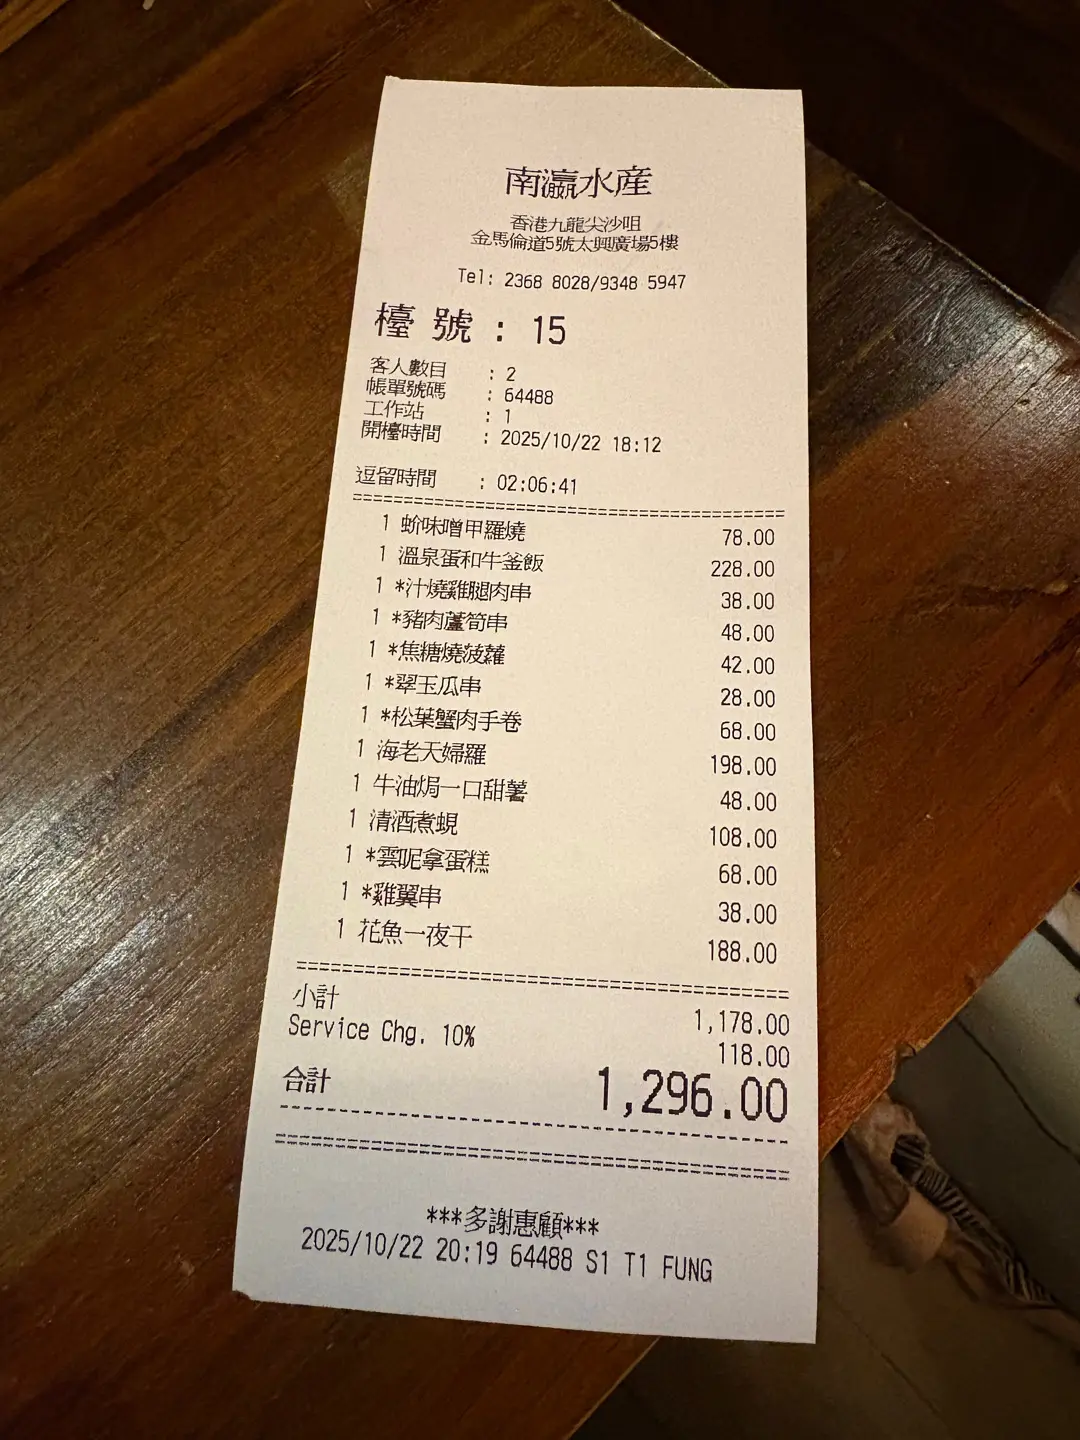 南瀛水産
香港九龍尖沙咀
金馬倫道5號太興廣場5樓
Tel: 2368 8028/9348 5947
檯號 : 15
客人數目 : 2
帳單號碼 : 64488
工作站 : 1
開檯時間 : 2025/10/22 18:12
逗留時間 : 02:06:41
1 蚧味噌甲羅燒 78.00
1 溫泉蛋和牛釜飯 228.00
1 *汁燒雞腿肉串 38.00
1 *豬肉蘆筍串 48.00
1 *焦糖燒菠蘿 42.00
1 *翠玉瓜串 28.00
1 *松葉蟹肉手卷 68.00
1 海老天婦羅 198.00
1 牛油焗一口甜薯 48.00
1 清酒煮蜆 108.00
1 *雲呢拿蛋糕 68.00
1 *雞翼串 38.00
1 花魚一夜干 188.00
小計 1,178.00
Service Chg. 10% 118.00
合計 1,296.00
***多謝惠顧***
2025/10/22 20:19 64488 S1 T1 FUNG